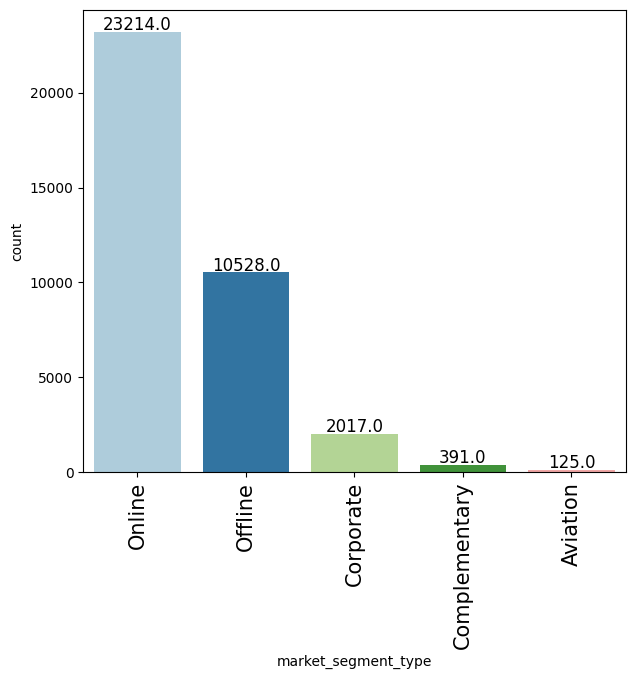 23214.0
20000
15000
count
10528.0
10000
5000
2017.0
391.0
125.0
0
Online
Offline
Corporate
Complementary
Aviation
market_segment_type